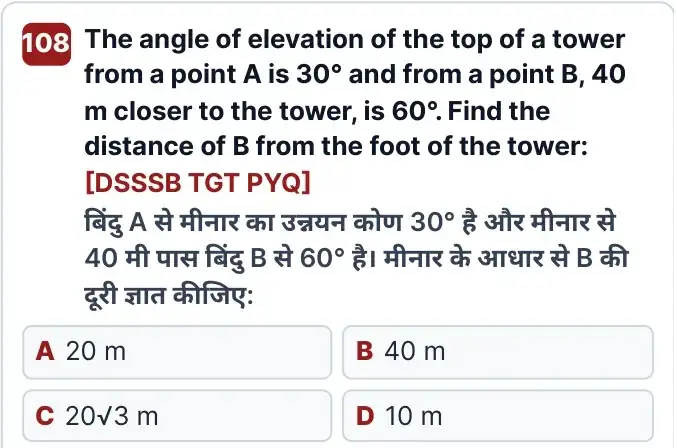 108 The angle of elevation of the top of a tower
from a point A is 30° and from a point B, 40
m closer to the tower, is 60°. Find the
distance of B from the foot of the tower:
[DSSSB TGT PYQ]
बिंदु A से मीनार का उन्नयन कोण 30° है और मीनार से
40 मी पास बिंदु B से 60° है। मीनार के आधार से B की
दूरी ज्ञात कीजिए:
A 20 m
B 40 m
C 20√3 m
D 10 m